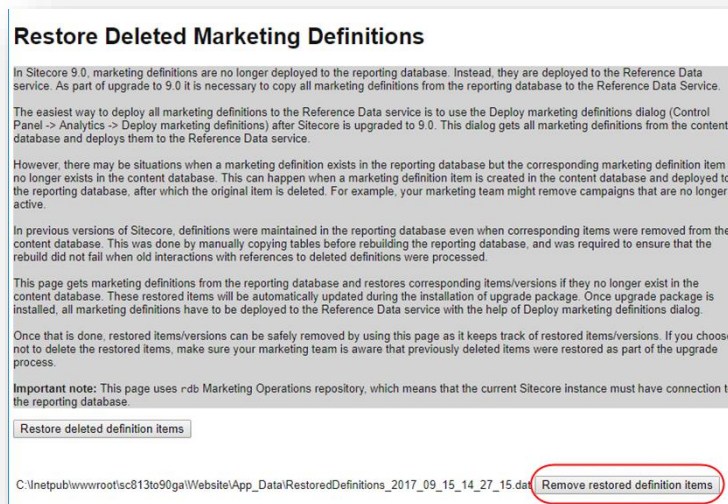 Restore Deleted Marketing Definitions
In Sitecore 9.0, marketing definitions are no longer deployed to the reporting database. Instead, they are deployed to the Reference Data
service. As part of upgrade to 9.0 it is necessary to copy all marketing definitions from the reporting database to the Reference Data Service.
The easiest way to deploy all marketing definitions to the Reference Data service is to use the Deploy marketing definitions dialog (Control
Panel -> Analytics -> Deploy marketing definitions) after Sitecore is upgraded to 9.0. This dialog gets all marketing definitions from the content
database and deploys them to the Reference Data service.
However, there may be situations when a marketing definition exists in the reporting database but the corresponding marketing definition item
no longer exists in the content database. This can happen when a marketing definition item is created in the content database and deployed to
the reporting database, after which the original item is deleted. For example, your marketing team might remove campaigns that are no longer
active.
In previous versions of Sitecore, definitions were maintained in the reporting database even when corresponding items were removed from the
content database. This was done by manually copying tables before rebuilding the reporting database, and was required to ensure that the
rebuild did not fail when old interactions with references to deleted definitions were processed.
This page gets marketing definitions from the reporting database and restores corresponding items/versions if they no longer exist in the
content database. These restored items will be automatically updated during the installation of upgrade package. Once upgrade package is
installed, all marketing definitions have to be deployed to the Reference Data service with the help of Deploy marketing definitions dialog.
Once that is done, restored items/versions can be safely removed by using this page as it keeps track of restored items/versions. If you choose
not to delete the restored items, make sure your marketing team is aware that previously deleted items were restored as part of the upgrade
process.
Important note: This page uses rdb Marketing Operations repository, which means that the current Sitecore instance must have connection to
the reporting database.
Restore deleted definition items
C:\Inetpub\wwwroot\sc813to90ga\Website\App_Data\RestoredDefinitions_2017_09_15_14_27_15.dat Remove restored definition items